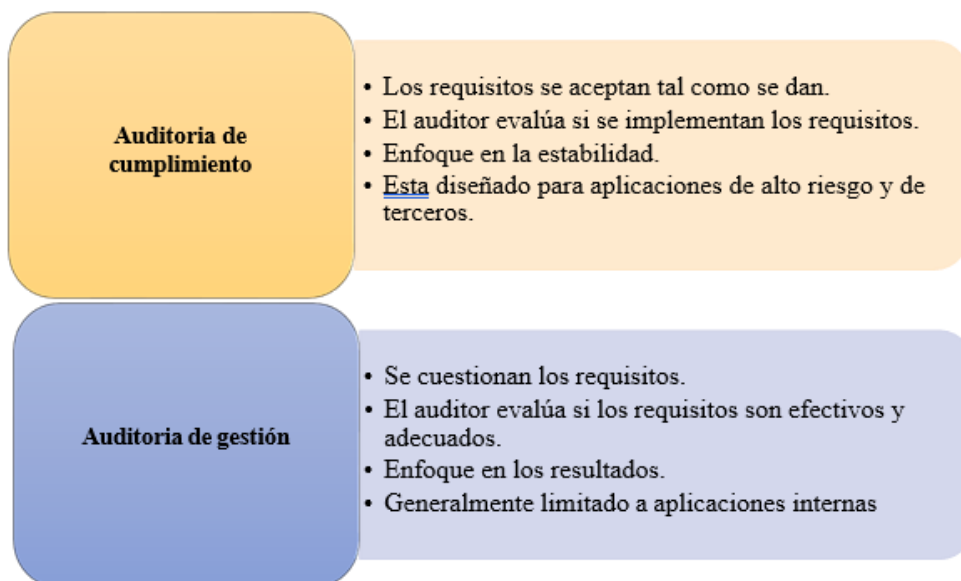 Auditoria de
cumplimiento
• Los requisitos se aceptan tal como se dan.
• El auditor evalúa si se implementan los requisitos.
• Enfoque en la estabilidad.
• Esta diseñado para aplicaciones de alto riesgo y de
terceros.
Auditoria de gestión
• Se cuestionan los requisitos.
• El auditor evalúa si los requisitos son efectivos y
adecuados.
• Enfoque en los resultados.
• Generalmente limitado a aplicaciones internas